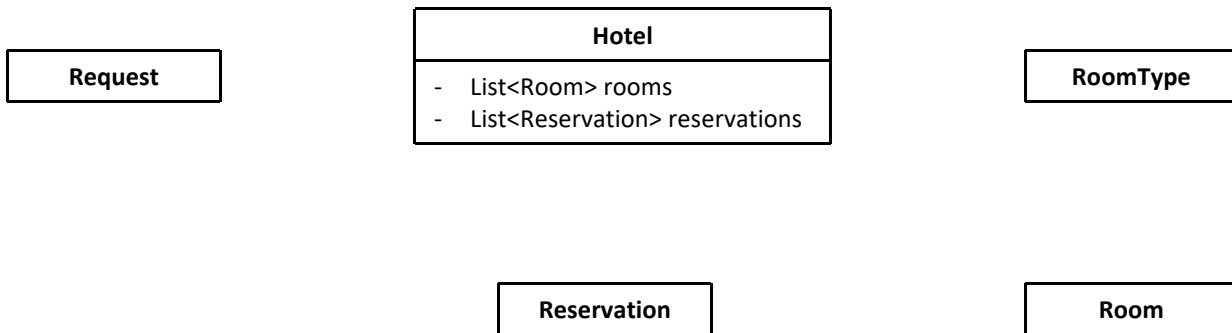 Request
Hotel
- List<Room> rooms
- List<Reservation> reservations
RoomType
Reservation
Room